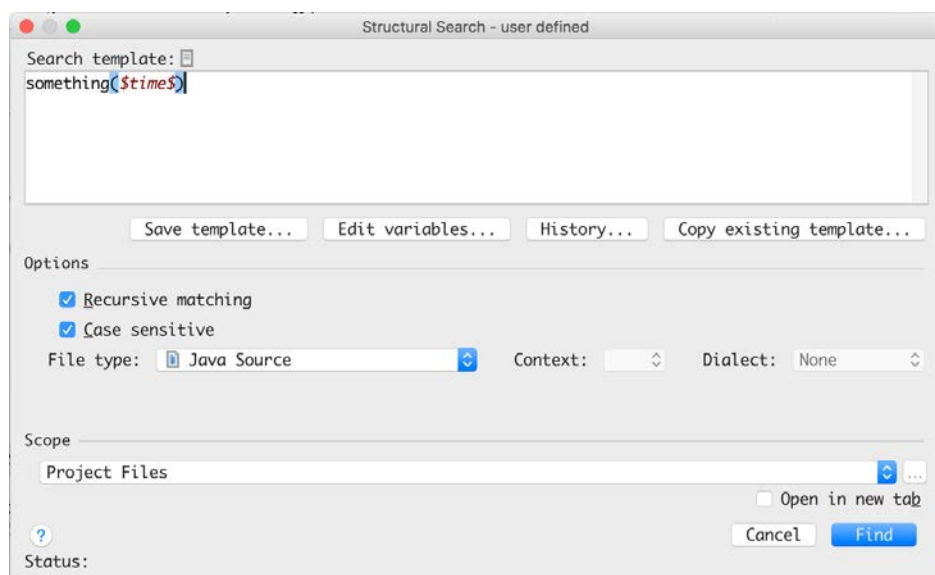 Structural Search - user defined
Search template:
something($time$)
Save template... Edit variables... History... Copy existing template...
Options
Recursive matching
Case sensitive
File type: Java Source Context: Dialect: None
Scope
Project Files ...
Open in new tab
? Cancel Find
Status: